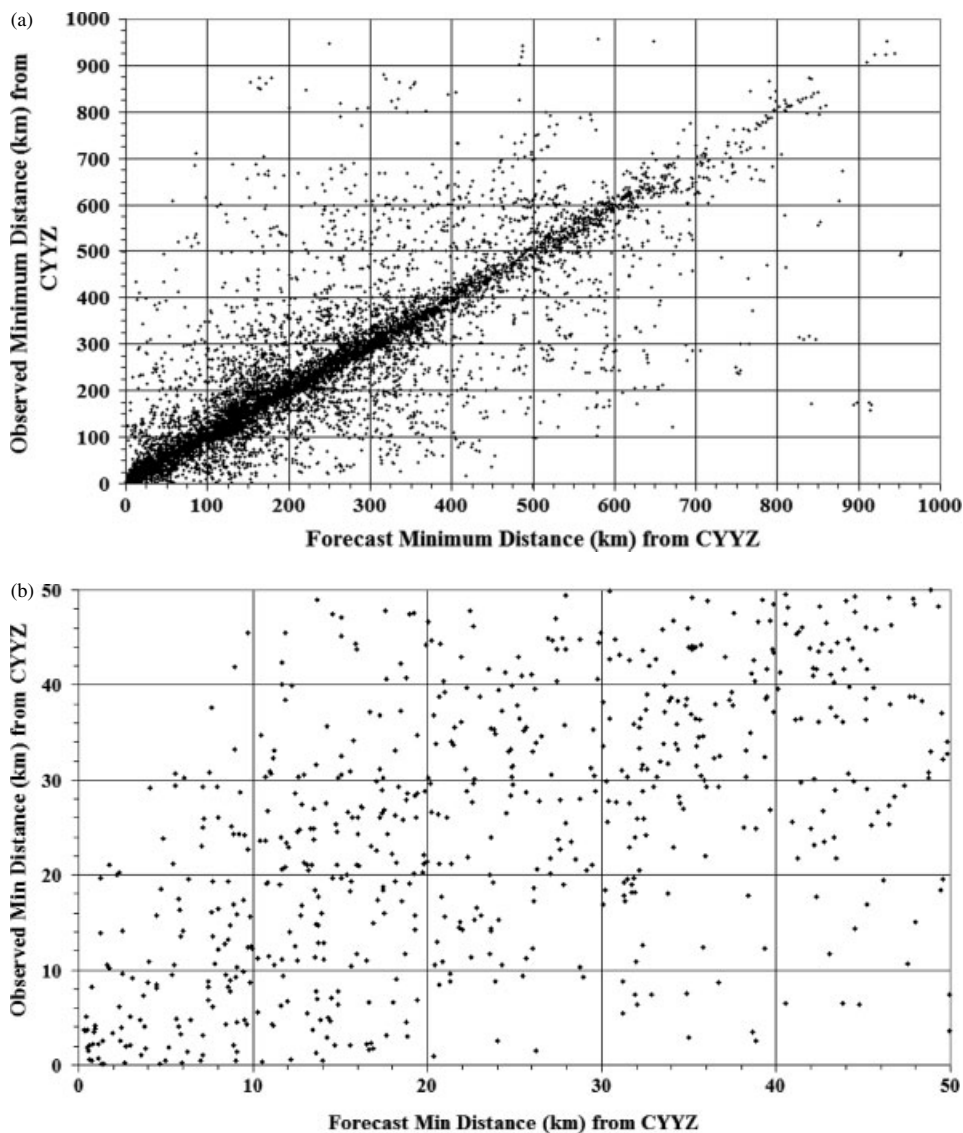 (a)
1000
900
800
700
600
500
400
300
200
100
0
Observed Minimum Distance (km) from
CYYZ
0 100 200 300 400 500 600 700 800 900 1000
Forecast Minimum Distance (km) from CYYZ
(b)
50
40
30
20
10
0
Observed Min Distance (km) from CYYZ
0 10 20 30 40 50
Forecast Min Distance (km) from CYYZ